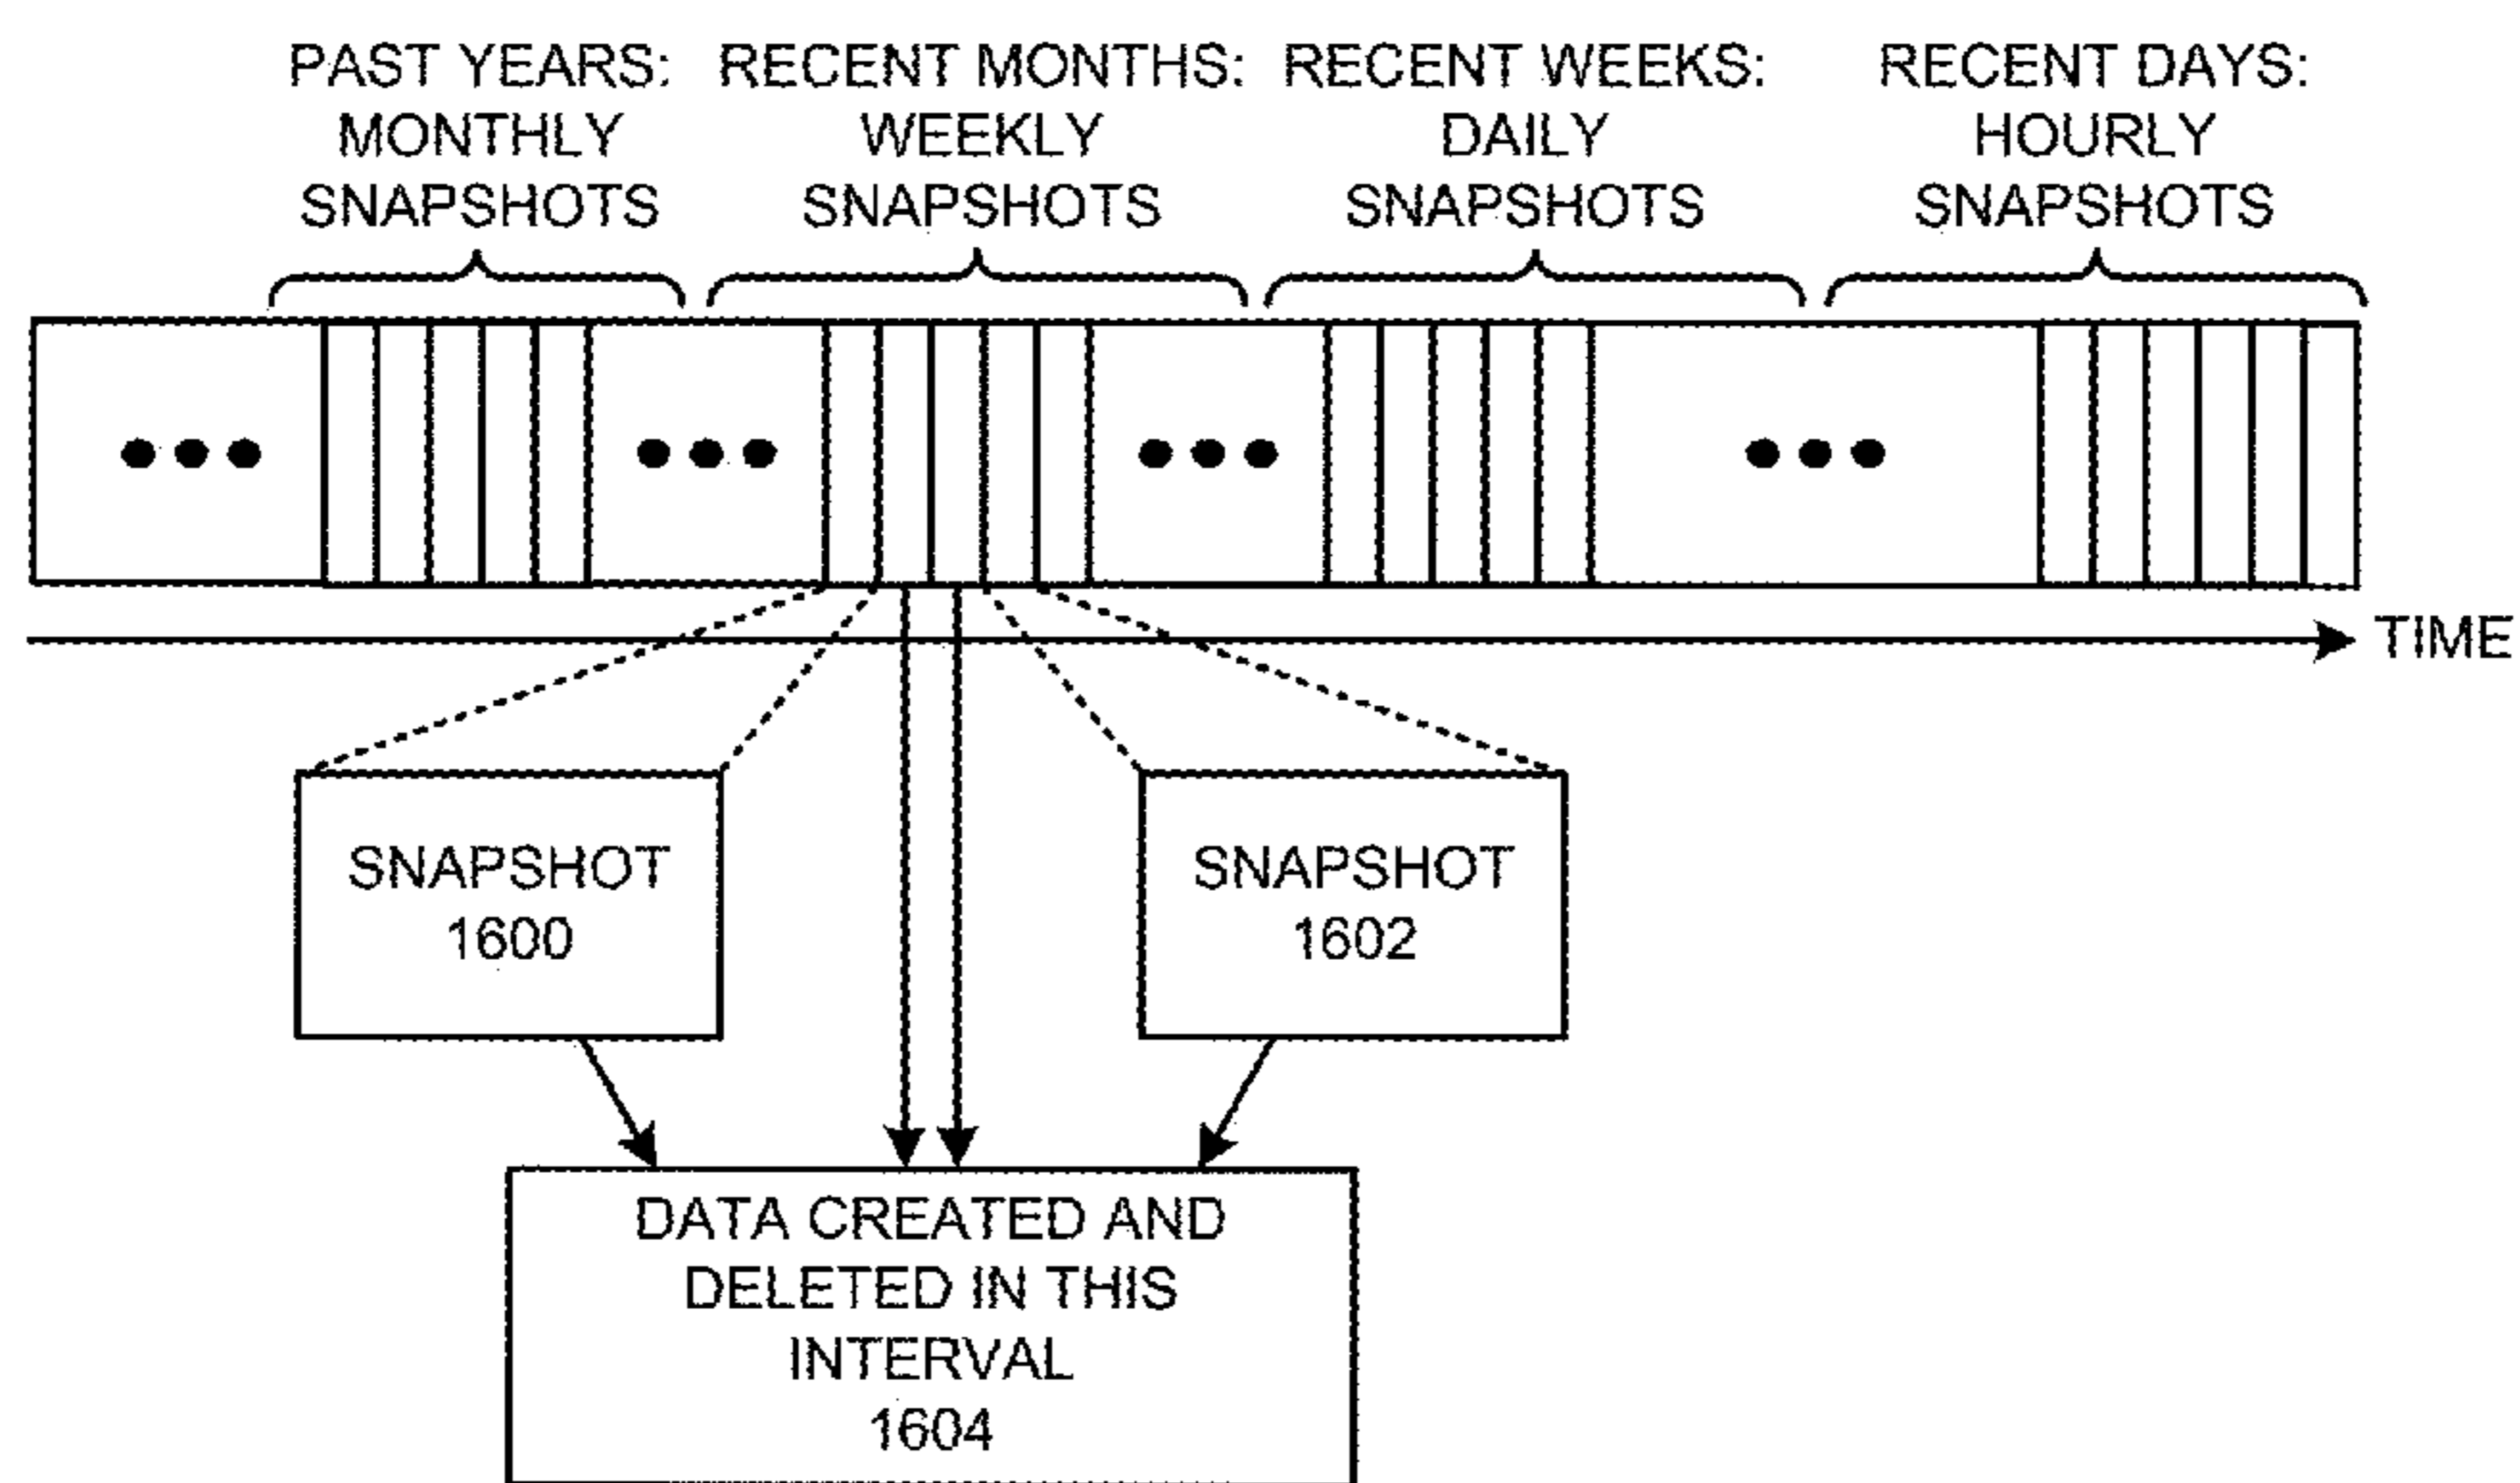 PAST YEARS:
MONTHLY
SNAPSHOTS
RECENT MONTHS:
WEEKLY
SNAPSHOTS
RECENT WEEKS:
DAILY
SNAPSHOTS
RECENT DAYS:
HOURLY
SNAPSHOTS
TIME
SNAPSHOT
1600
SNAPSHOT
1602
DATA CREATED AND
DELETED IN THIS
INTERVAL
1604